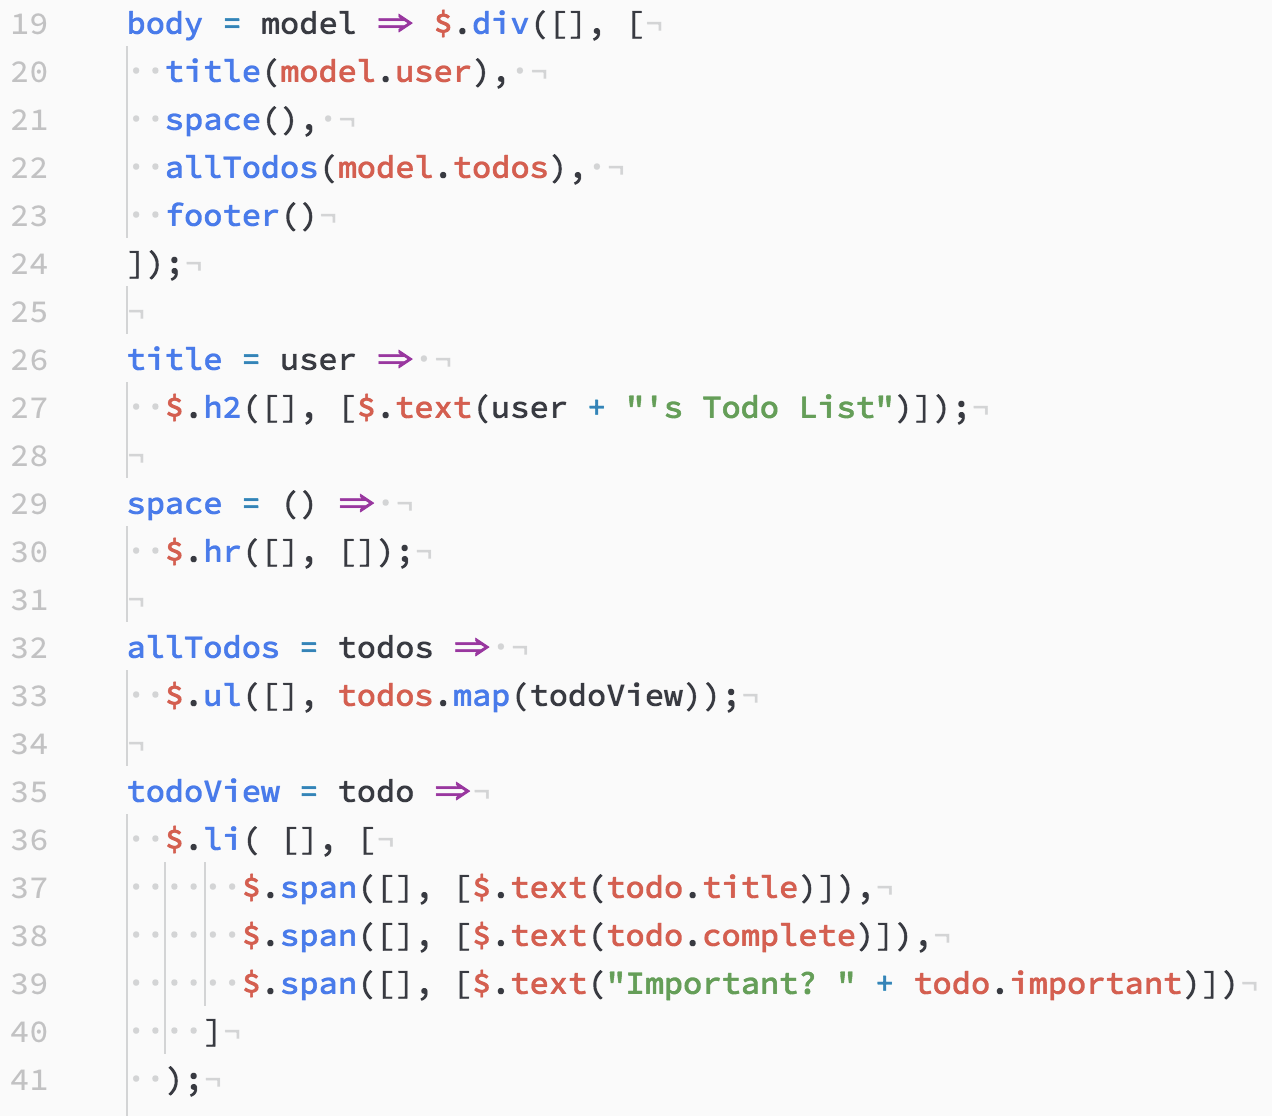 19 body = model => $.div([], [¬
20 ··title(model.user),·¬
21 ··space(),·¬
22 ··allTodos(model.todos),·¬
23 ··footer()¬
24 ]);¬
25 ¬
26 title = user =>·¬
27 ··$.h2([], [$.text(user + "'s Todo List")]);¬
28 ¬
29 space = () =>·¬
30 ··$.hr([], []);¬
31 ¬
32 allTodos = todos =>·¬
33 ··$.ul([], todos.map(todoView));¬
34 ¬
35 todoView = todo =>¬
36 ··$.li( [], [¬
37 ······$.span([], [$.text(todo.title)]),¬
38 ······$.span([], [$.text(todo.complete)]),¬
39 ······$.span([], [$.text("Important? " + todo.important)])¬
40 ····]¬
41 ··);¬